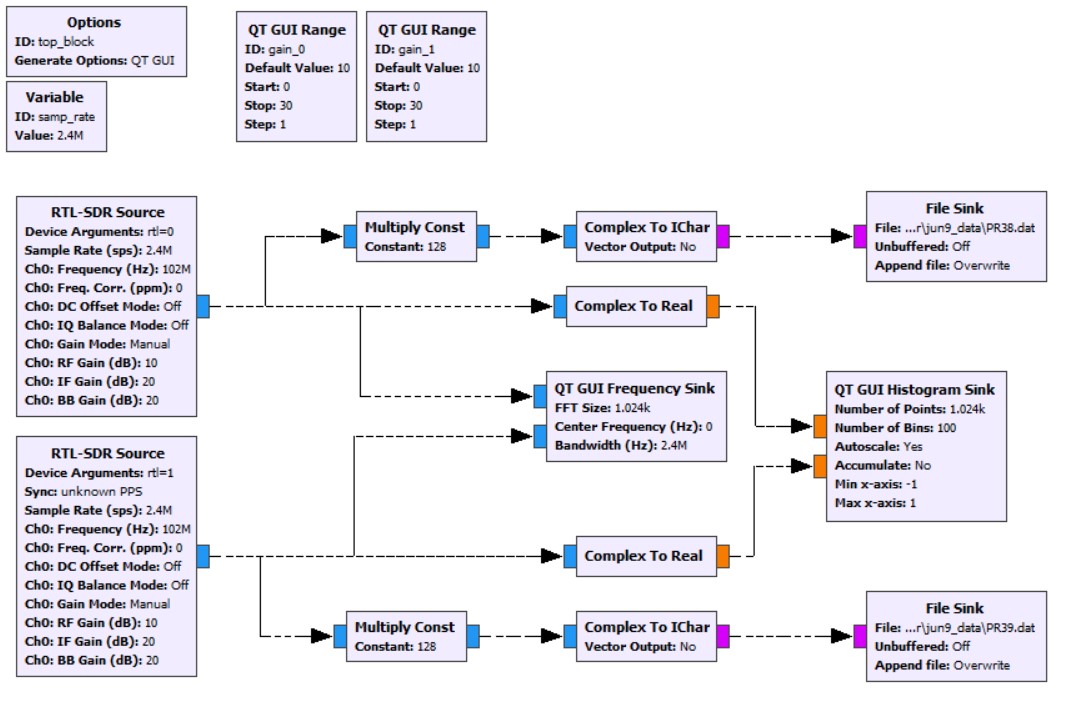 Options
ID: top_block
Generate Options: QT GUI
Variable
ID: samp_rate
Value: 2.4M
QT GUI Range
ID: gain_0
Default Value: 10
Start: 0
Stop: 30
Step: 1
QT GUI Range
ID: gain_1
Default Value: 10
Start: 0
Stop: 30
Step: 1
RTL-SDR Source
Device Arguments: rtl=0
Sample Rate (sps): 2.4M
Ch0: Frequency (Hz): 102M
Ch0: Freq. Corr. (ppm): 0
Ch0: DC Offset Mode: Off
Ch0: IQ Balance Mode: Off
Ch0: Gain Mode: Manual
Ch0: RF Gain (dB): 10
Ch0: IF Gain (dB): 20
Ch0: BB Gain (dB): 20
Multiply Const
Constant: 128
Complex To IChar
Vector Output: No
File Sink
File: ...r\jun9_data\PR38.dat
Unbuffered: Off
Append file: Overwrite
Complex To Real
QT GUI Frequency Sink
FFT Size: 1.024k
Center Frequency (Hz): 0
Bandwidth (Hz): 2.4M
QT GUI Histogram Sink
Number of Points: 1.024k
Number of Bins: 100
Autoscale: Yes
Accumulate: No
Min x-axis: -1
Max x-axis: 1
RTL-SDR Source
Device Arguments: rtl=1
Sync: unknown PPS
Sample Rate (sps): 2.4M
Ch0: Frequency (Hz): 102M
Ch0: Freq. Corr. (ppm): 0
Ch0: DC Offset Mode: Off
Ch0: IQ Balance Mode: Off
Ch0: Gain Mode: Manual
Ch0: RF Gain (dB): 10
Ch0: IF Gain (dB): 20
Ch0: BB Gain (dB): 20
Complex To Real
Multiply Const
Constant: 128
Complex To IChar
Vector Output: No
File Sink
File: ...r\jun9_data\PR39.dat
Unbuffered: Off
Append file: Overwrite